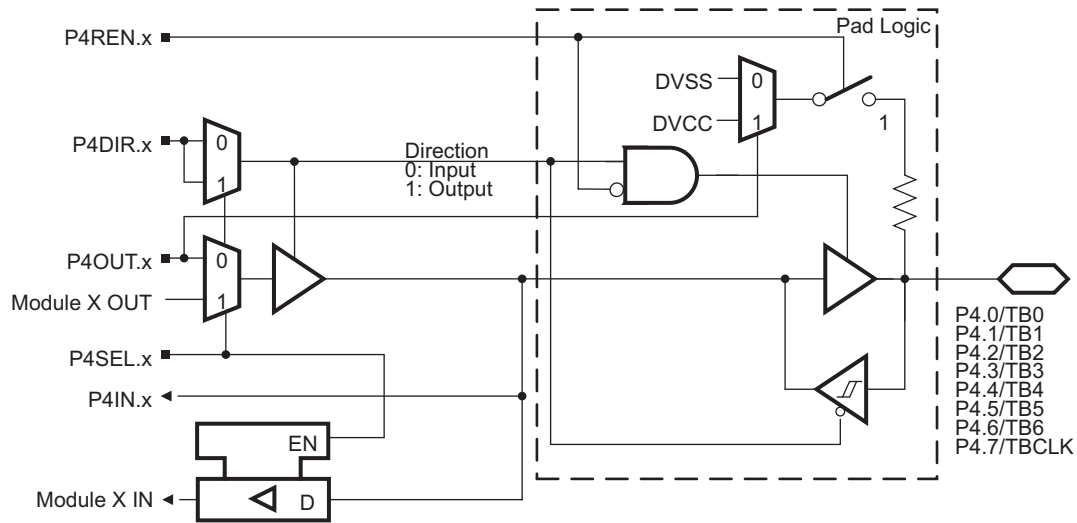 Pad Logic
P4REN.x
DVSS
0
DVCC
1
1
P4DIR.x
0
1
Direction
0: Input
1: Output
P4OUT.x
0
Module X OUT
1
P4SEL.x
P4IN.x
EN
Module X IN
D
P4.0/TB0
P4.1/TB1
P4.2/TB2
P4.3/TB3
P4.4/TB4
P4.5/TB5
P4.6/TB6
P4.7/TBCLK